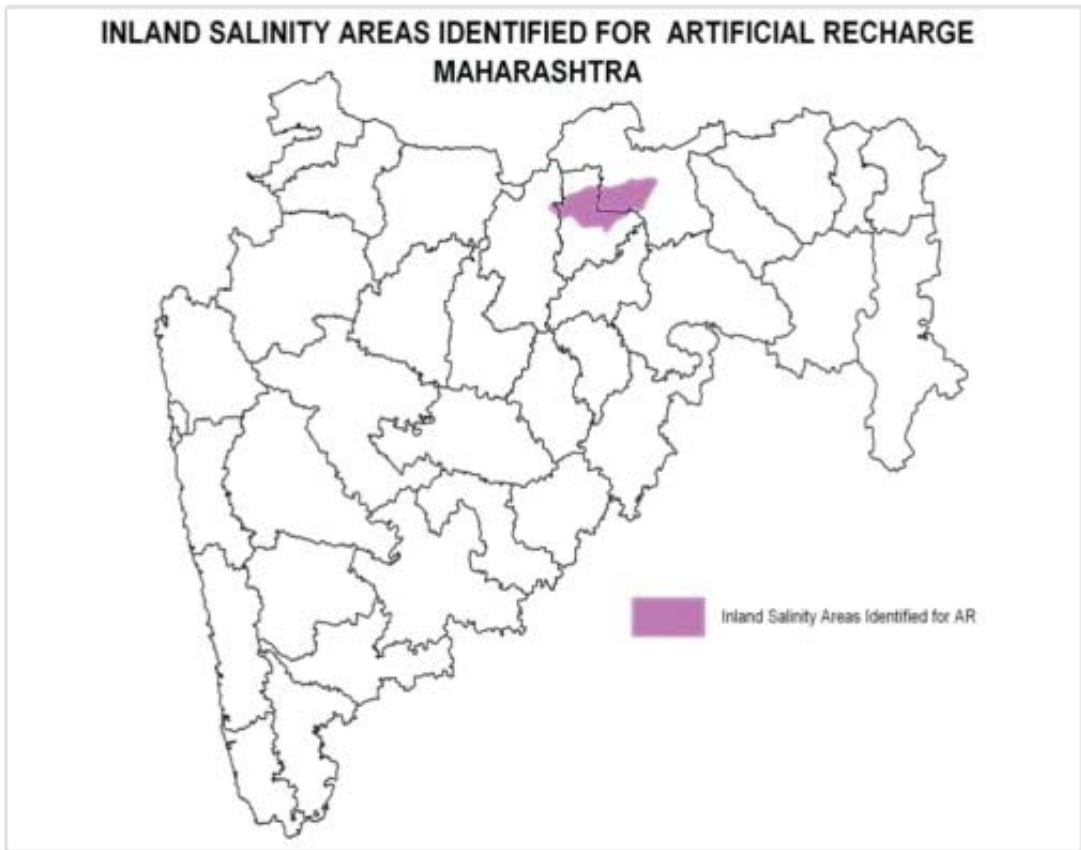 INLAND SALINITY AREAS IDENTIFIED FOR ARTIFICIAL RECHARGE
MAHARASHTRA
Inland Salinity Areas Identified for AR